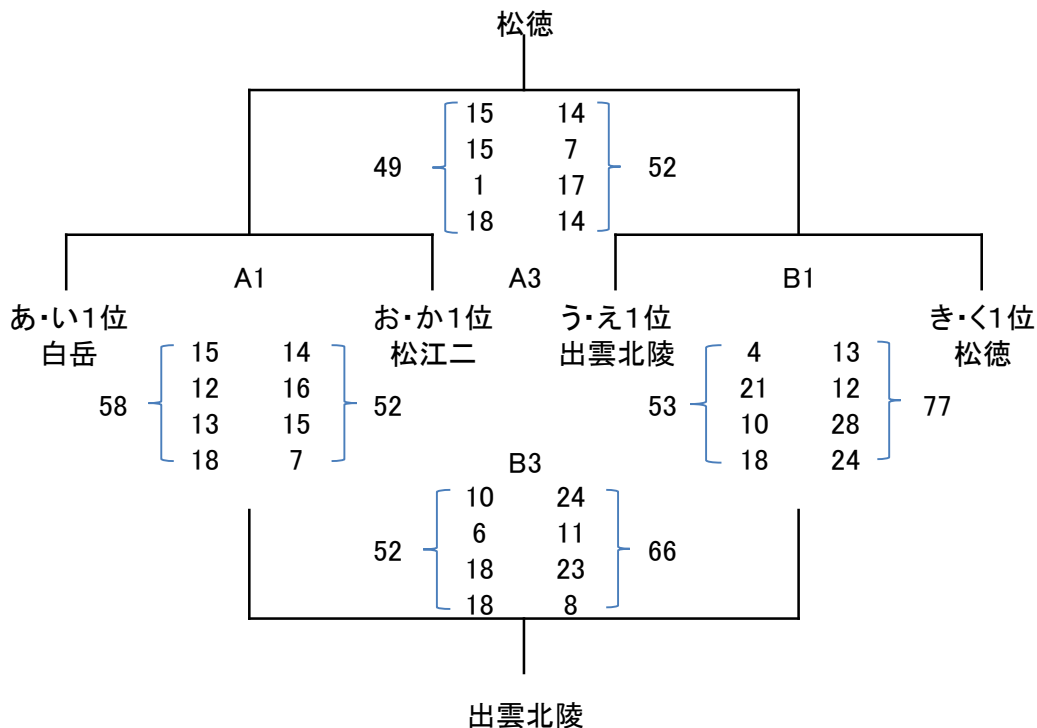 松徳
15 14
15 7
49 52
1 17
18 14
A1 A3 B1
あ・い１位 お・か１位 う・え１位 き・く１位
白岳 松江二 出雲北陵 松徳
15 14 4 13
12 16 21 12
58 52 53 77
13 15 10 28
18 7 18 24
B3
10 24
6 11
52 66
18 23
18 8
出雲北陵